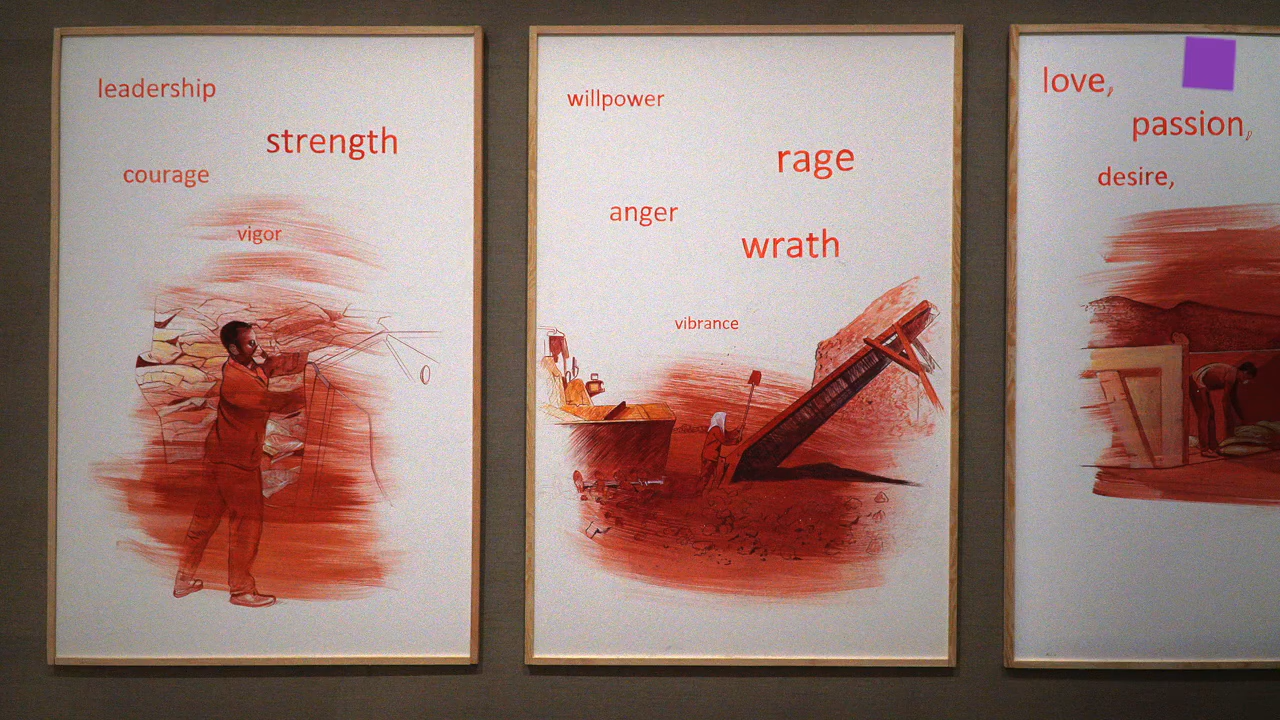 leadership
strength
courage
vigor
willpower
rage
anger
wrath
vibrance
love,
passion,
desire,